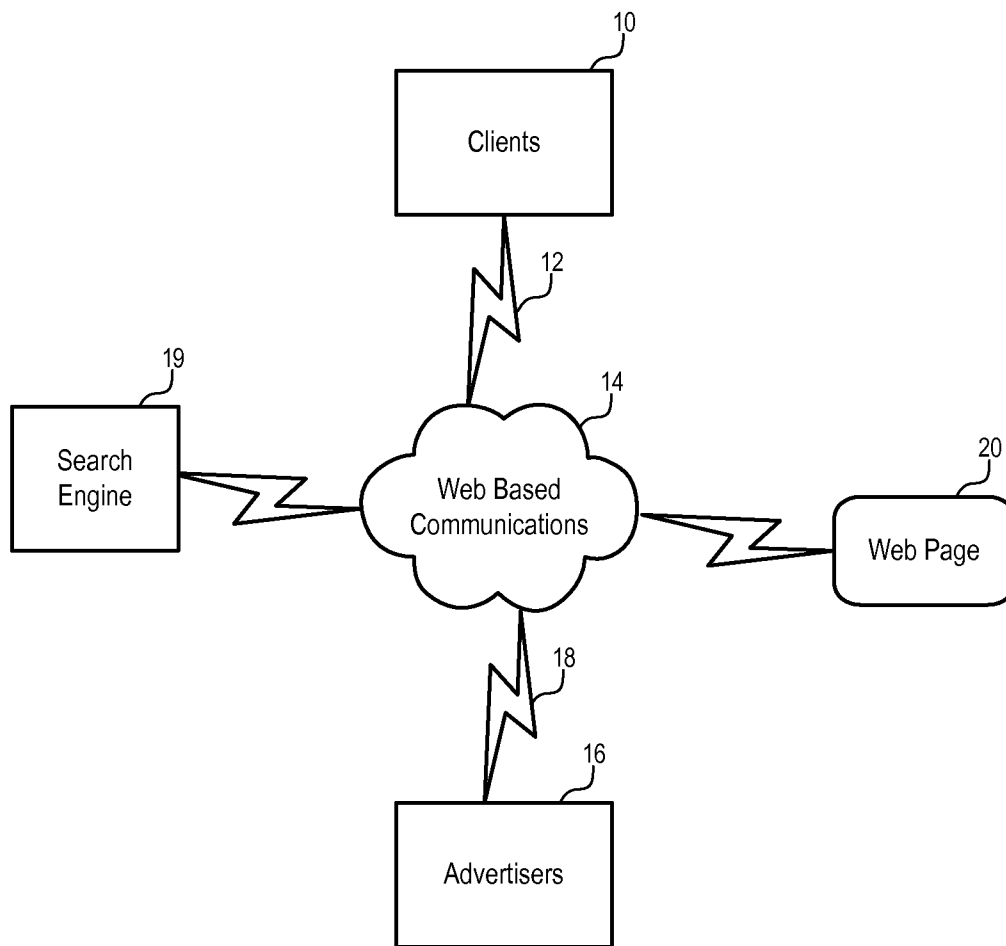 10
Clients
12
19
14
Search
Engine
20
Web Based
Communications
Web Page
18
16
Advertisers